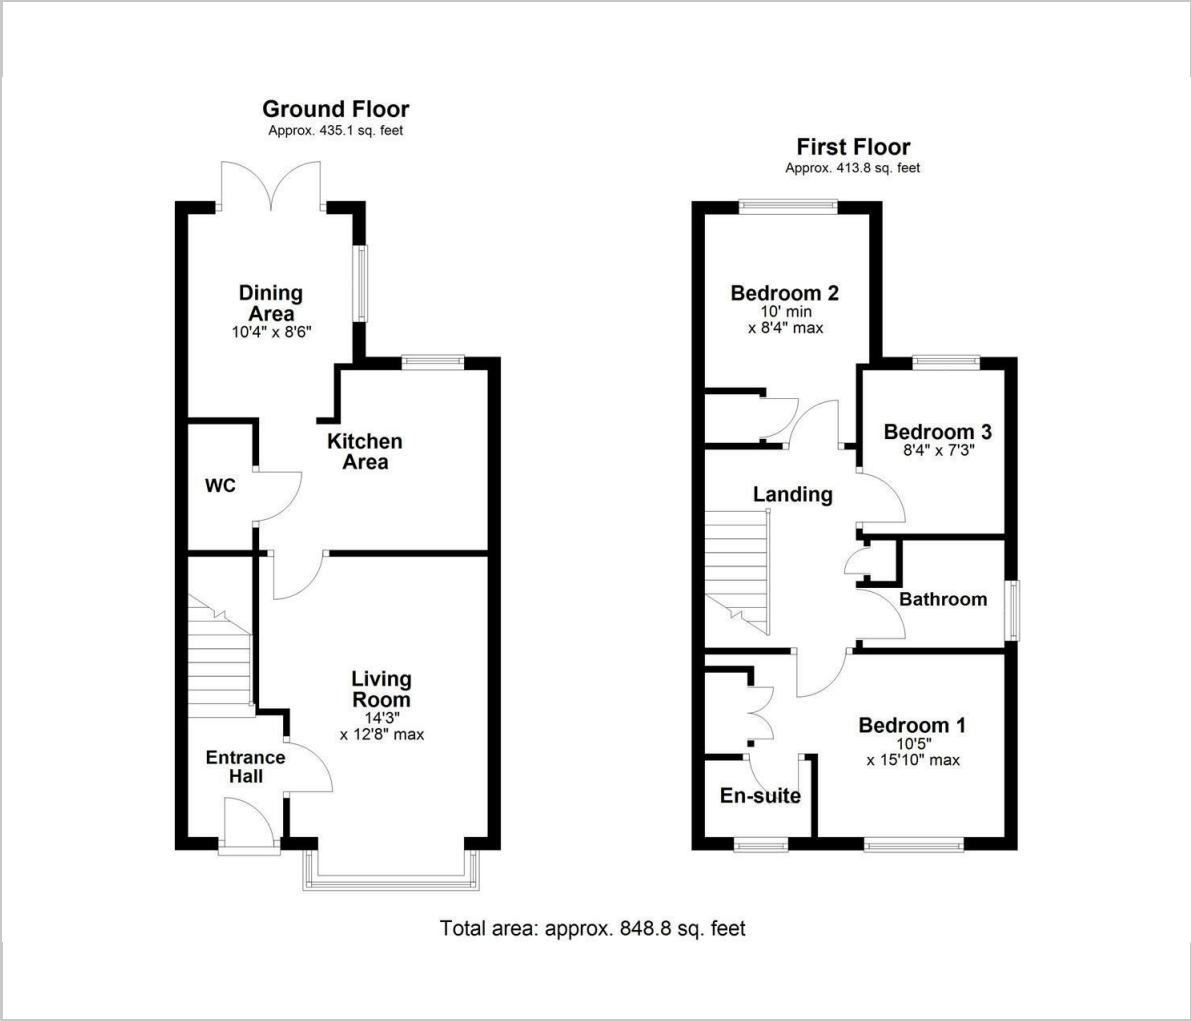 Ground Floor
Approx. 435.1 sq. feet
Dining
Area
10'4" x 8'6"
Kitchen
Area
WC
Living
Room
14'3"
x 12'8" max
Entrance
Hall
First Floor
Approx. 413.8 sq. feet
Bedroom 2
10' min
x 8'4" max
Bedroom 3
8'4" x 7'3"
Landing
Bathroom
Bedroom 1
10'5"
x 15'10" max
En-suite
Total area: approx. 848.8 sq. feet